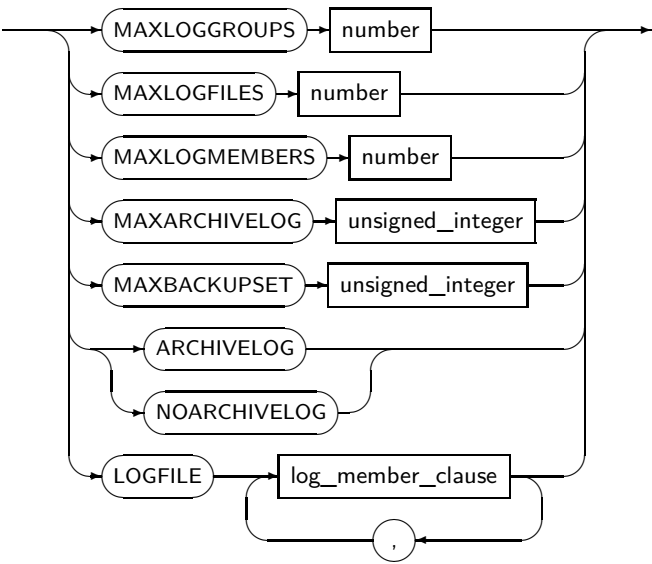 MAXLOGGROUPS number
MAXLOGFILES number
MAXLOGMEMBERS number
MAXARCHIVELOG unsigned_integer
MAXBACKUPSET unsigned_integer
ARCHIVELOG
NOARCHIVELOG
LOGFILE log_member_clause
,